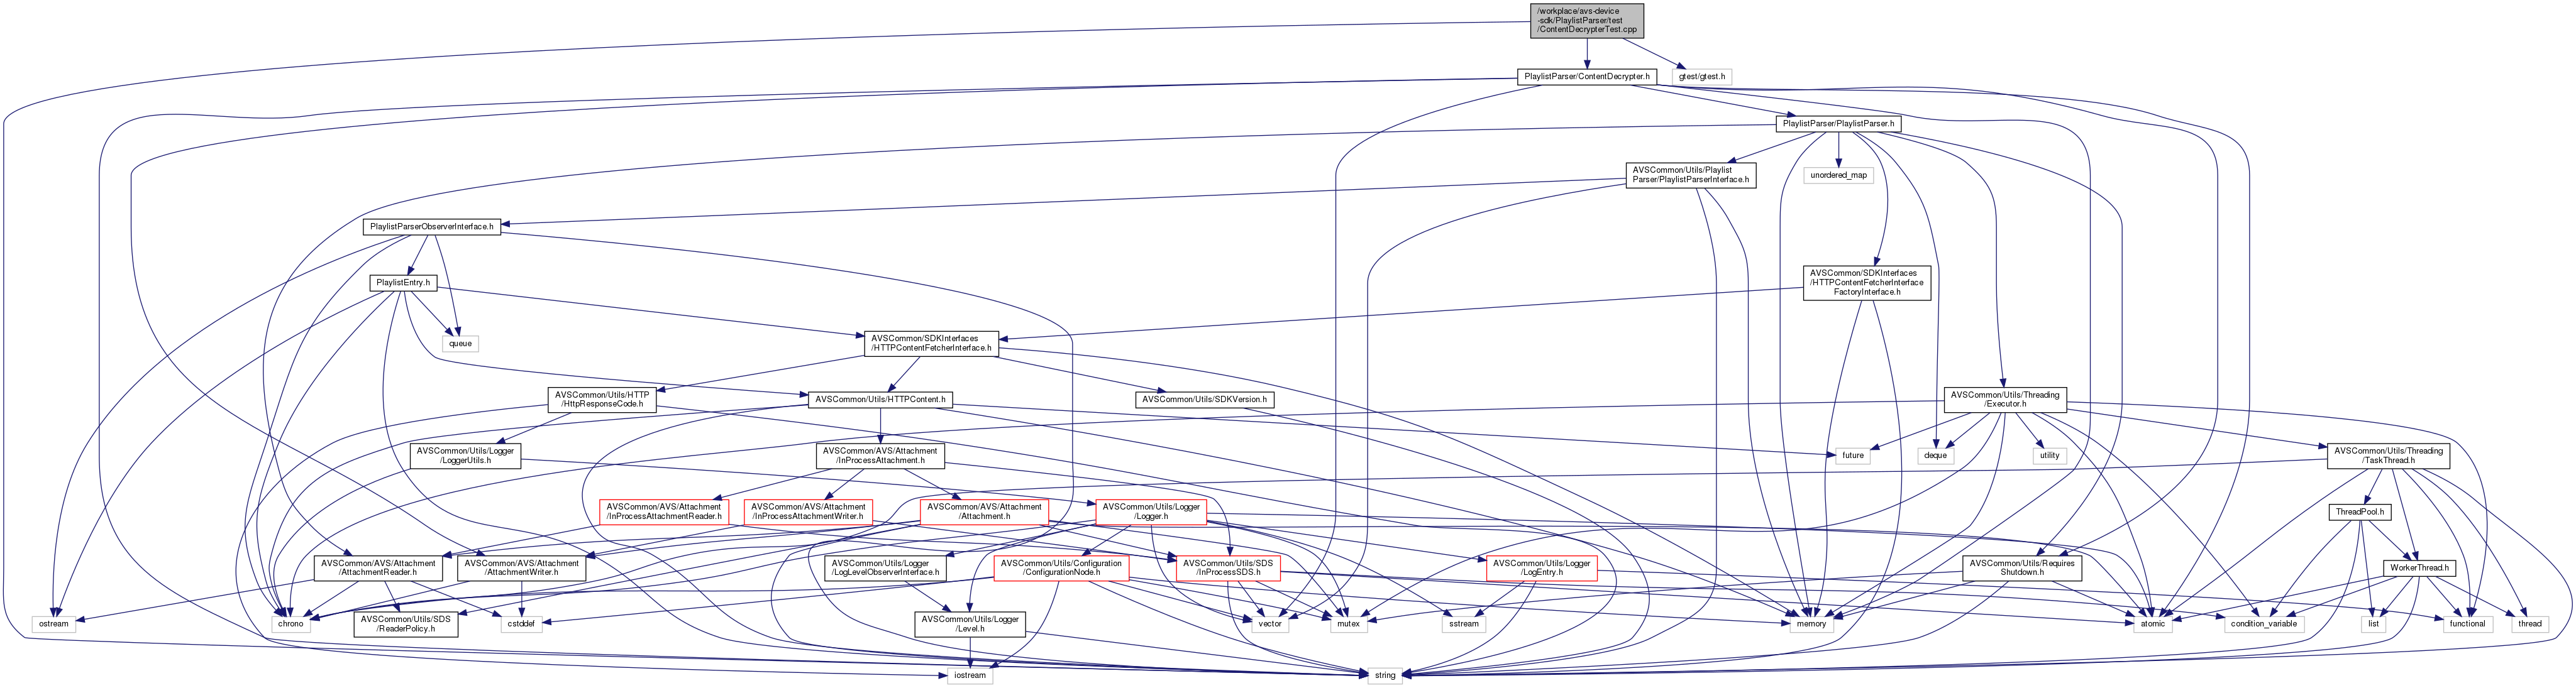 /workplace/avs-device
-sdk/PlaylistParser/test
/ContentDecrypterTest.cpp
PlaylistParser/ContentDecrypter.h
gtest/gtest.h
PlaylistParser/PlaylistParser.h
AVSCommon/Utils/Playlist
Parser/PlaylistParserInterface.h
unordered_map
PlaylistParserObserverInterface.h
PlaylistEntry.h
AVSCommon/SDKInterfaces
/HTTPContentFetcherInterface
FactoryInterface.h
queue
AVSCommon/SDKInterfaces
/HTTPContentFetcherInterface.h
AVSCommon/Utils/HTTP
/HttpResponseCode.h
AVSCommon/Utils/HTTPContent.h
AVSCommon/Utils/SDKVersion.h
AVSCommon/Utils/Threading
/Executor.h
AVSCommon/Utils/Logger
/LoggerUtils.h
AVSCommon/AVS/Attachment
/InProcessAttachment.h
future
deque
utility
AVSCommon/Utils/Threading
/TaskThread.h
AVSCommon/AVS/Attachment
/InProcessAttachmentReader.h
AVSCommon/AVS/Attachment
/InProcessAttachmentWriter.h
AVSCommon/AVS/Attachment
/Attachment.h
AVSCommon/Utils/Logger
/Logger.h
ThreadPool.h
AVSCommon/AVS/Attachment
/AttachmentReader.h
AVSCommon/AVS/Attachment
/AttachmentWriter.h
AVSCommon/Utils/Logger
/LogLevelObserverInterface.h
AVSCommon/Utils/Configuration
/ConfigurationNode.h
AVSCommon/Utils/SDS
/InProcessSDS.h
AVSCommon/Utils/Logger
/LogEntry.h
AVSCommon/Utils/Requires
Shutdown.h
WorkerThread.h
ostream
chrono
AVSCommon/Utils/SDS
/ReaderPolicy.h
cstddef
AVSCommon/Utils/Logger
/Level.h
vector
mutex
sstream
memory
atomic
condition_variable
list
functional
thread
iostream
string